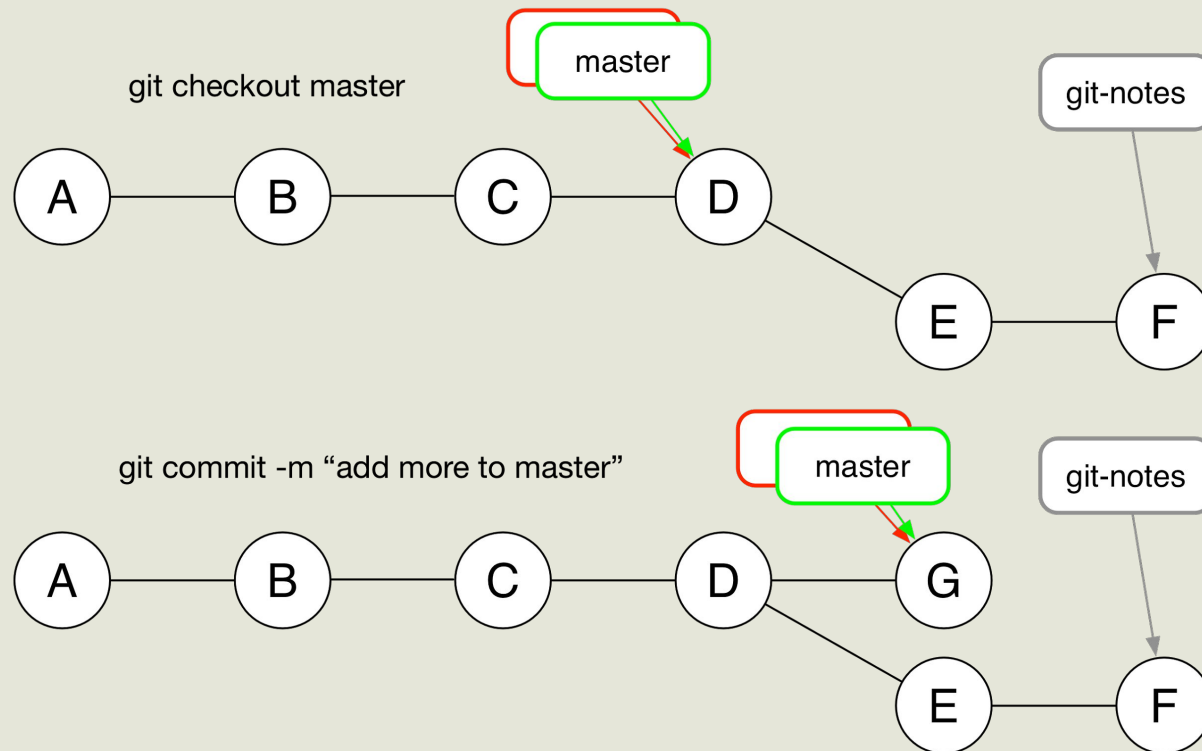 master
git checkout master
git-notes
A
B
C
D
E
F
master
git-notes
git commit -m “add more to master”
A
B
C
D
G
E
F